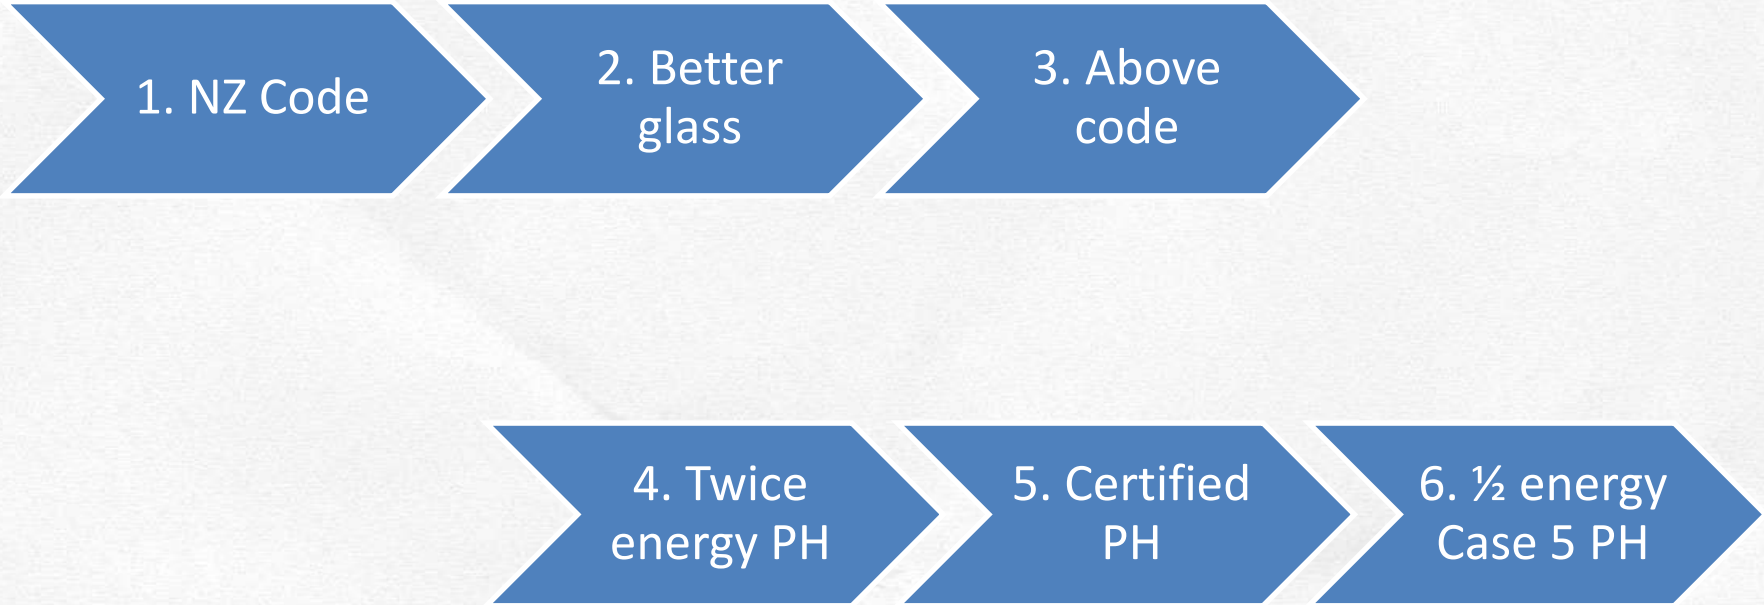 1. NZ Code
2. Better
glass
3. Above
code
4. Twice
energy PH
5. Certified
PH
6. ½ energy
Case 5 PH